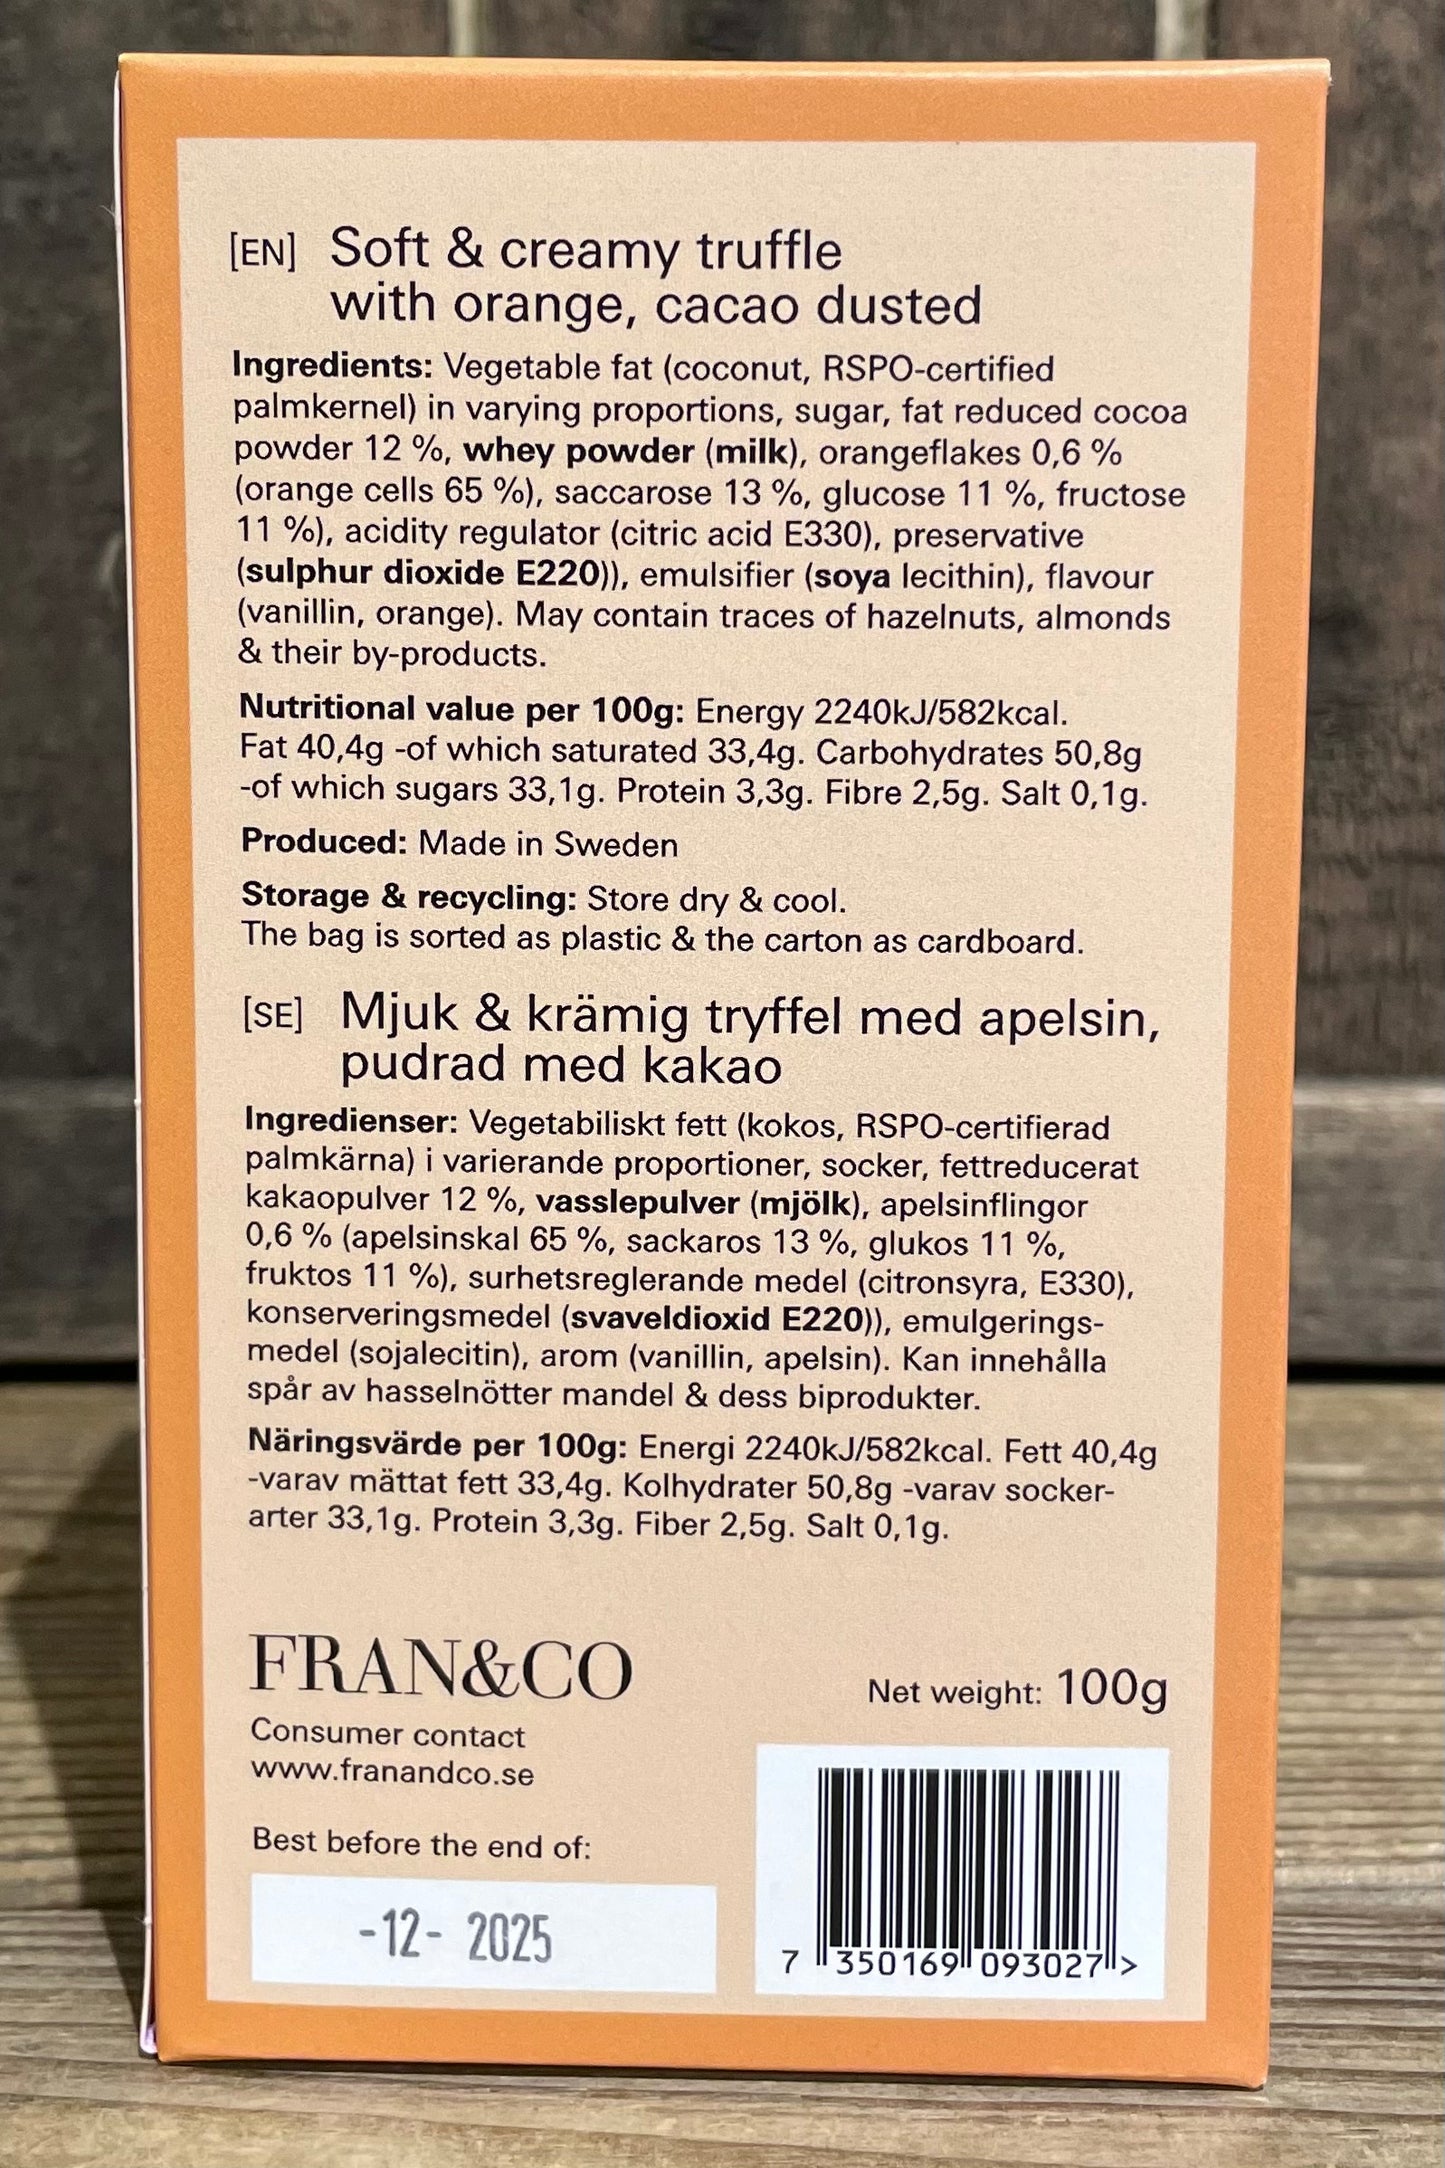 [EN] Soft & creamy truffle
with orange, cacao dusted
Ingredients: Vegetable fat (coconut, RSPO-certified
palmkernel) in varying proportions, sugar, fat reduced cocoa
powder 12 %, whey powder (milk), orangeflakes 0,6 %
(orange cells 65 %), saccarose 13 %, glucose 11 %, fructose
11 %), acidity regulator (citric acid E330), preservative
(sulphur dioxide E220)), emulsifier (soya lecithin), flavour
(vanillin, orange). May contain traces of hazelnuts, almonds
& their by-products.
Nutritional value per 100g: Energy 2240kJ/582kcal.
Fat 40,4g -of which saturated 33,4g. Carbohydrates 50,8g
-of which sugars 33,1g. Protein 3,3g. Fibre 2,5g. Salt 0,1g.
Produced: Made in Sweden
Storage & recycling: Store dry & cool.
The bag is sorted as plastic & the carton as cardboard.
[SE] Mjuk & krämig tryffel med apelsin,
pudrad med kakao
Ingredienser: Vegetabiliskt fett (kokos, RSPO-certifierad
palmkärna) i varierande proportioner, socker, fettreducerat
kakaopulver 12 %, vasslepulver (mjölk), apelsinflingor
0,6 % (apelsinskal 65 %, sackaros 13 %, glukos 11 %,
fruktos 11 %), surhetsreglerande medel (citronsyra, E330),
konserveringsmedel (svaveldioxid E220)), emulgerings-
medel (sojalecitin), arom (vanillin, apelsin). Kan innehålla
spår av hasselnötter mandel & dess biprodukter.
Näringsvärde per 100g: Energi 2240kJ/582kcal. Fett 40,4g
-varav mättat fett 33,4g. Kolhydrater 50,8g -varav socker-
arter 33,1g. Protein 3,3g. Fiber 2,5g. Salt 0,1g.
FRAN&CO
Net weight: 100g
Consumer contact
www.franandco.se
Best before the end of:
-12- 2025
7 350169 093027 >